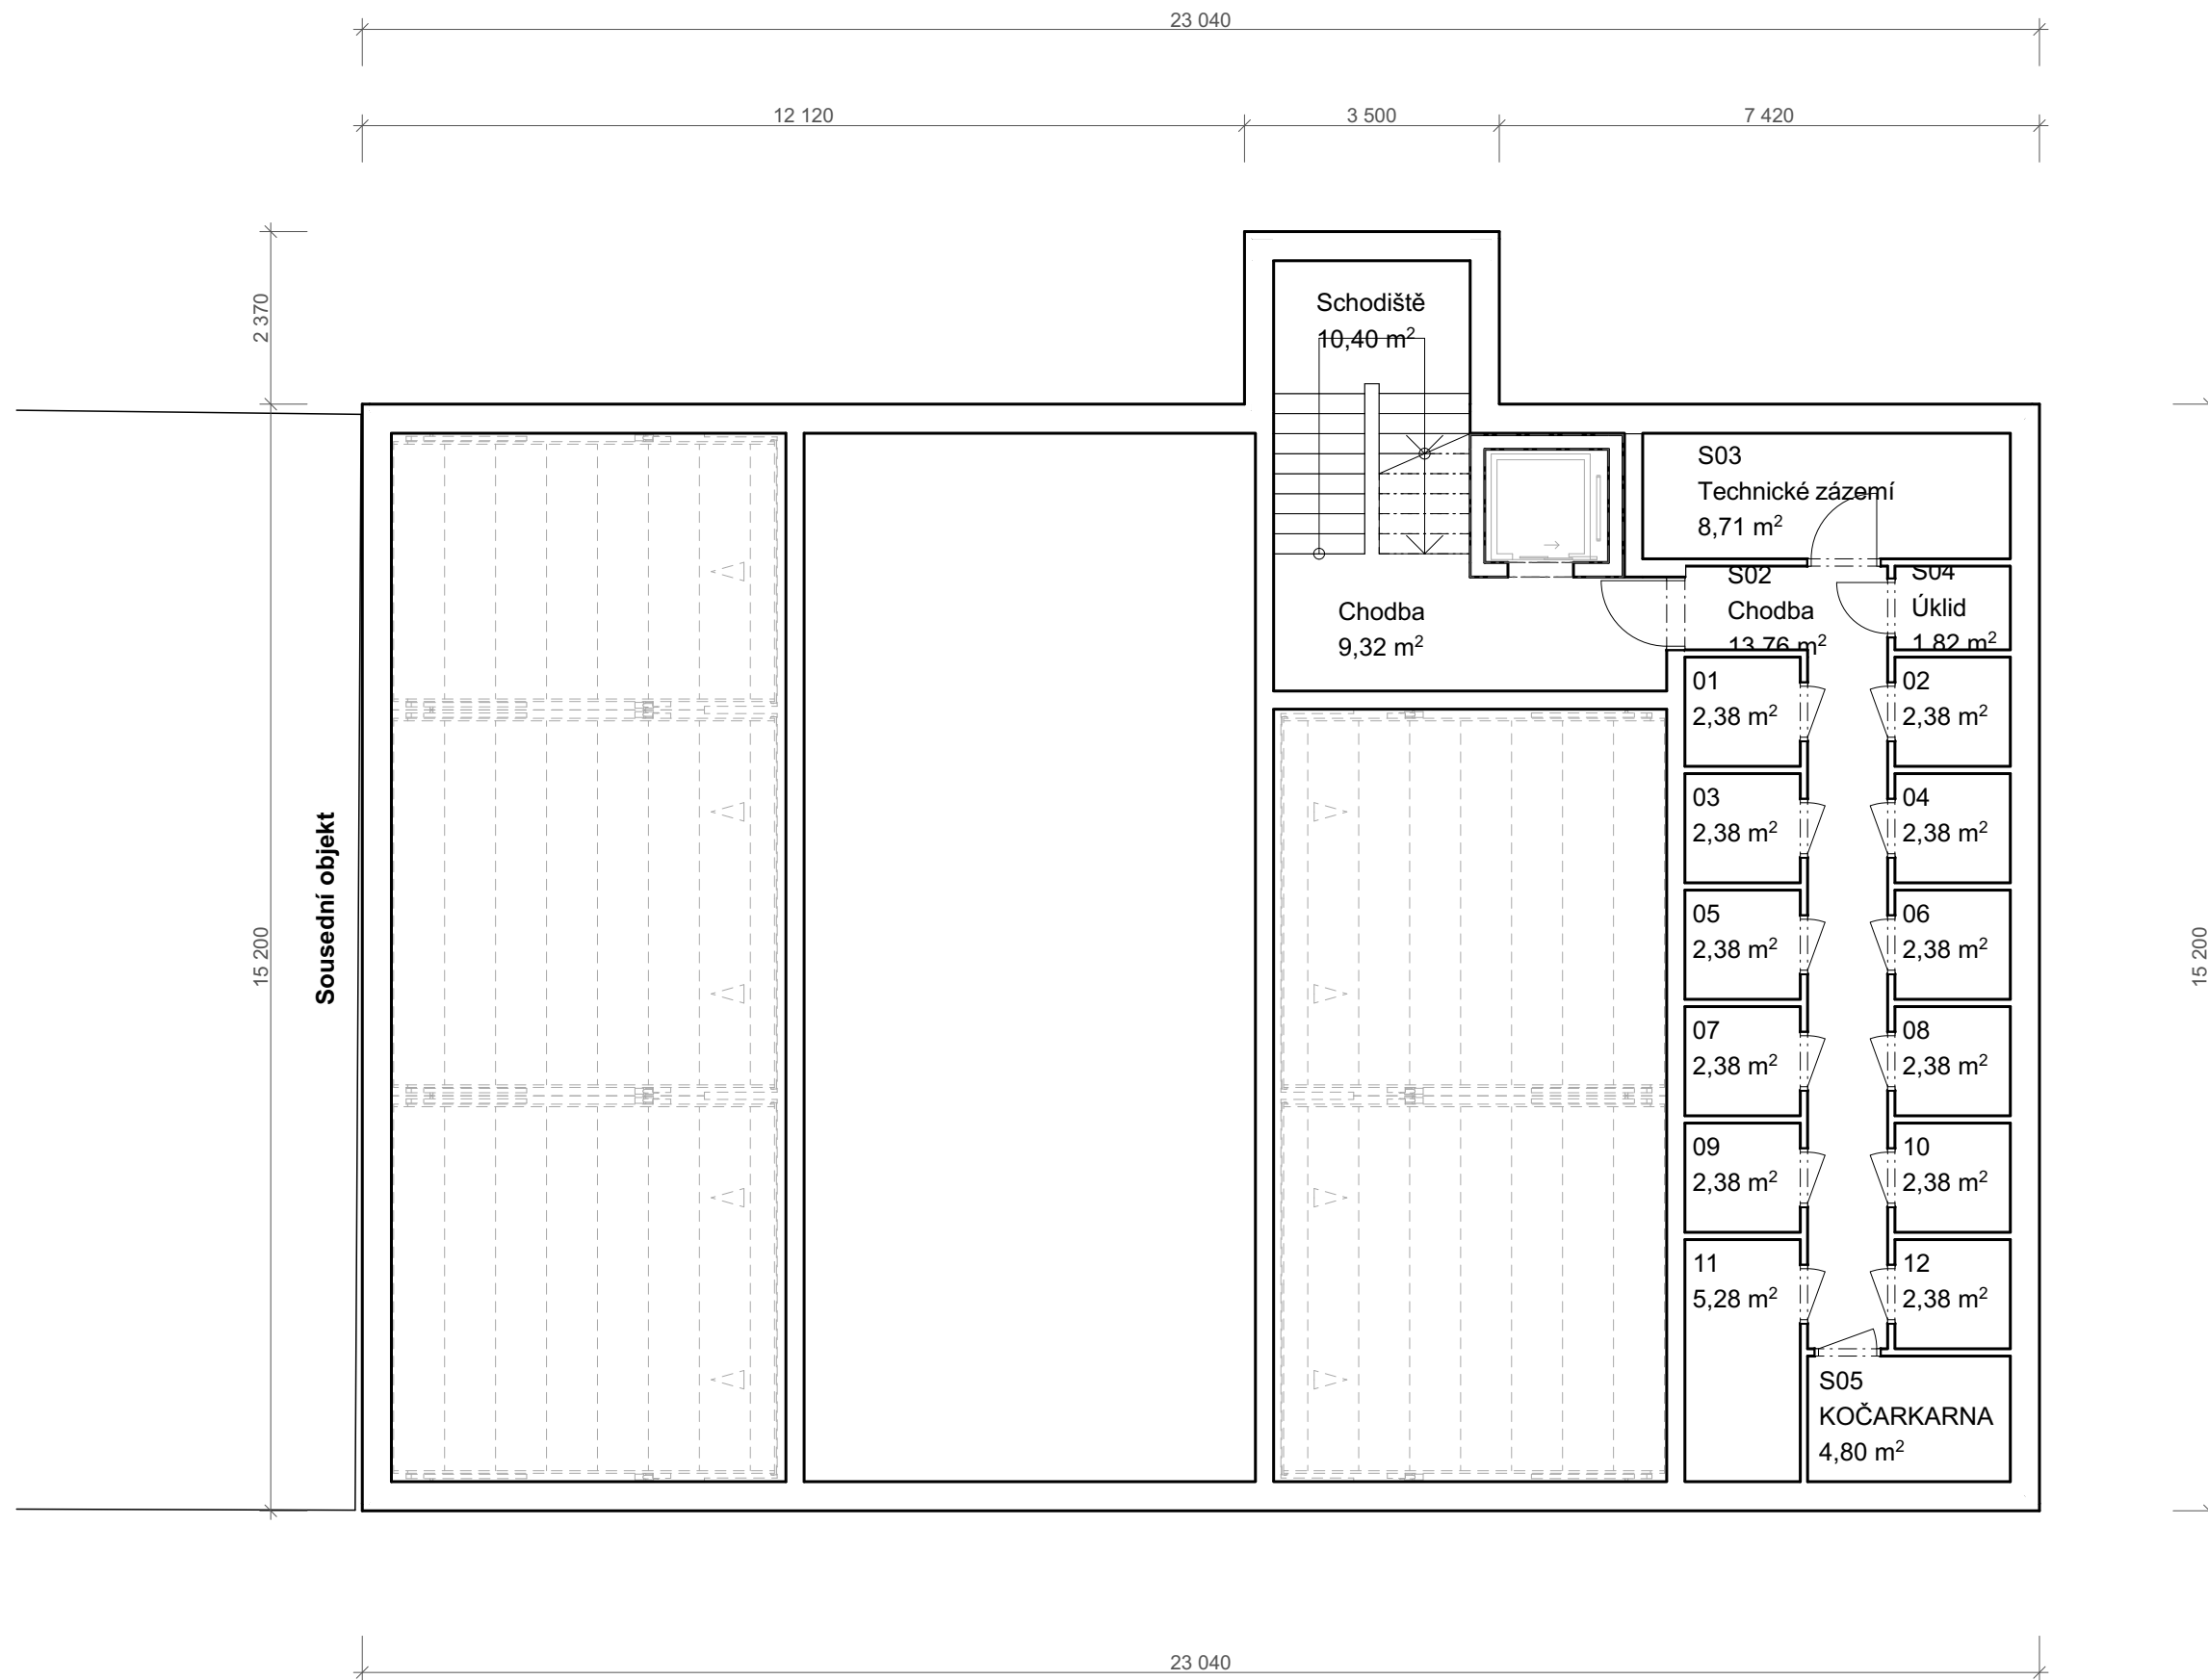 23 040
12 120
3 500
7 420
2 370
15 200
Sousední objekt
15 200
Schodiště
10,40 m²
Chodba
9,32 m²
S03
Technické zázemí
8,71 m²
S02
Chodba
13,76 m²
S04
Úklid
1,82 m²
01
2,38 m²
02
2,38 m²
03
2,38 m²
04
2,38 m²
05
2,38 m²
06
2,38 m²
07
2,38 m²
08
2,38 m²
09
2,38 m²
10
2,38 m²
11
5,28 m²
12
2,38 m²
S05
KOČARKARNA
4,80 m²
23 040